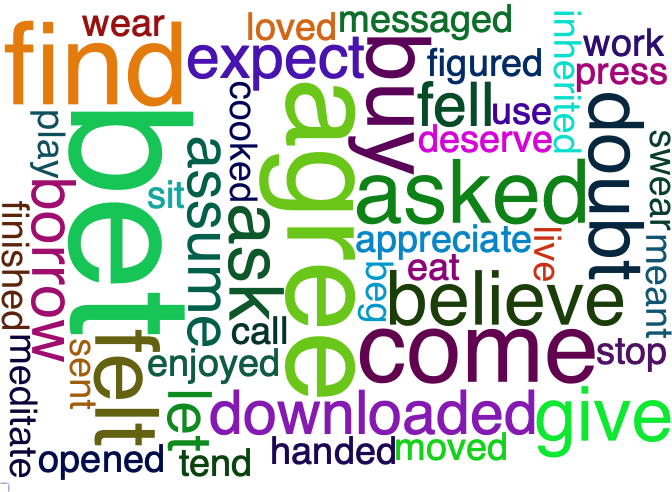 wear
loved
messaged
find
expect
buy
figured
inherited
work
press
play
bet
cooked
agree
fell
use
deserve
doubt
swear
sit
assume
asked
finished
borrow
ask
appreciate
live
meant
beg
eat
believe
call
come
stop
meditate
sent
felt
enjoyed
let
downloaded
give
opened
tend
handed
moved